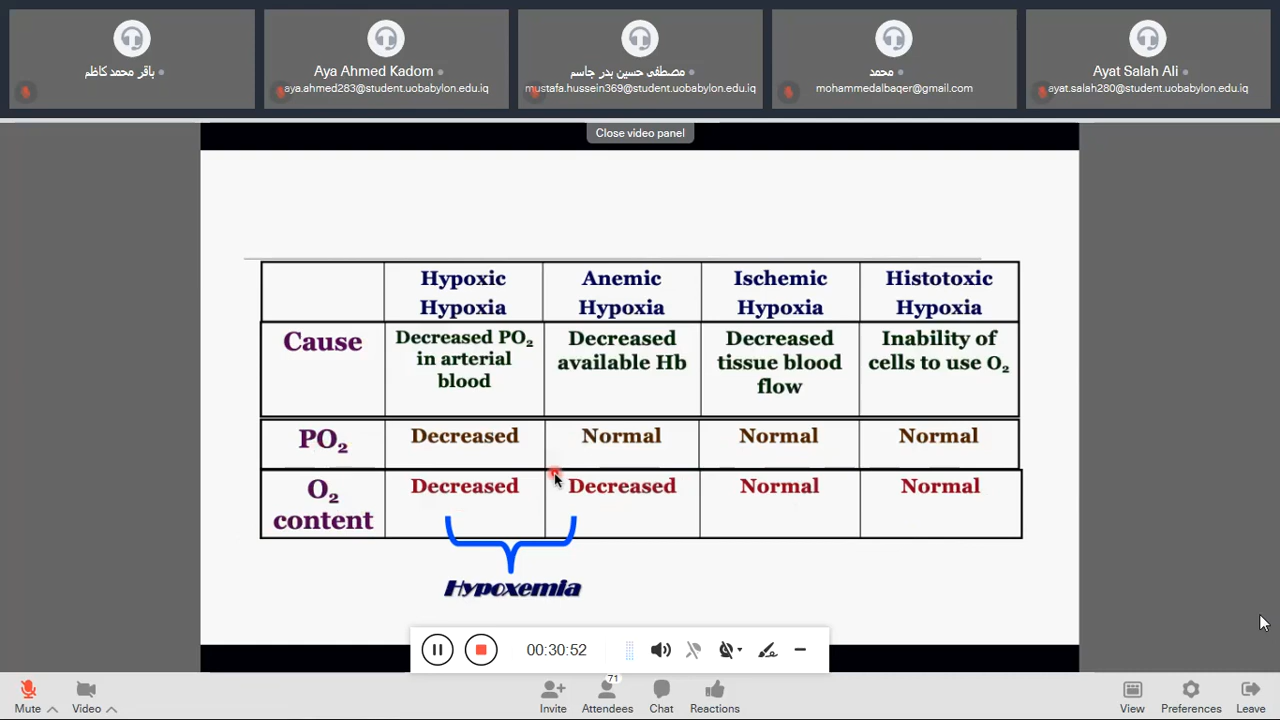 باقر محمد كاظم
Aya Ahmed Kadom
aya.ahmed283@student.uobabylon.edu.iq
مصطفى حسين بدر جاسم
mustafa.hussein369@student.uobabylon.edu.iq
محمد
mohammedalbaqer@gmail.com
Ayat Salah Ali
ayat.salah280@student.uobabylon.edu.iq
Close video panel
Hypoxic Hypoxia
Anemic Hypoxia
Ischemic Hypoxia
Histotoxic Hypoxia
Cause
Decreased PO₂
in arterial
blood
Decreased
available Hb
Decreased
tissue blood
flow
Inability of
cells to use O₂
PO₂
Decreased
Normal
Normal
Normal
O₂
content
Decreased
Decreased
Normal
Normal
Hypoxemia
00:30:52
71
Mute
Video
Invite
Attendees
Chat
Reactions
View
Preferences
Leave